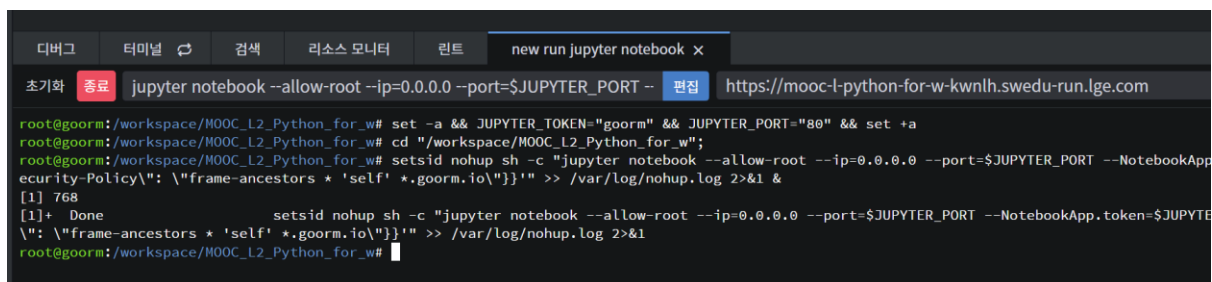 디버그 터미널 검색 리소스 모니터 린트 new run jupyter notebook ×
초기화 종료 jupyter notebook --allow-root --ip=0.0.0.0 --port=$JUPYTER_PORT -- 편집 https://mooc-l-python-for-w-kwnlh.swedu-run.lge.com
root@goorm:/workspace/MOOC_L2_Python_for_w# set -a && JUPYTER_TOKEN="goorm" && JUPYTER_PORT="80" && set +a
root@goorm:/workspace/MOOC_L2_Python_for_w# cd "/workspace/MOOC_L2_Python_for_w";
root@goorm:/workspace/MOOC_L2_Python_for_w# setsid nohup sh -c "jupyter notebook --allow-root --ip=0.0.0.0 --port=$JUPYTER_PORT --NotebookApp
ecurity-Policy\": \"frame-ancestors * 'self' *.goorm.io\"}}'" >> /var/log/nohup.log 2>&1 &
[1] 768
[1]+ Done setsid nohup sh -c "jupyter notebook --allow-root --ip=0.0.0.0 --port=$JUPYTER_PORT --NotebookApp.token=$JUPYTE
\": \"frame-ancestors * 'self' *.goorm.io\"}}'" >> /var/log/nohup.log 2>&1
root@goorm:/workspace/MOOC_L2_Python_for_w#